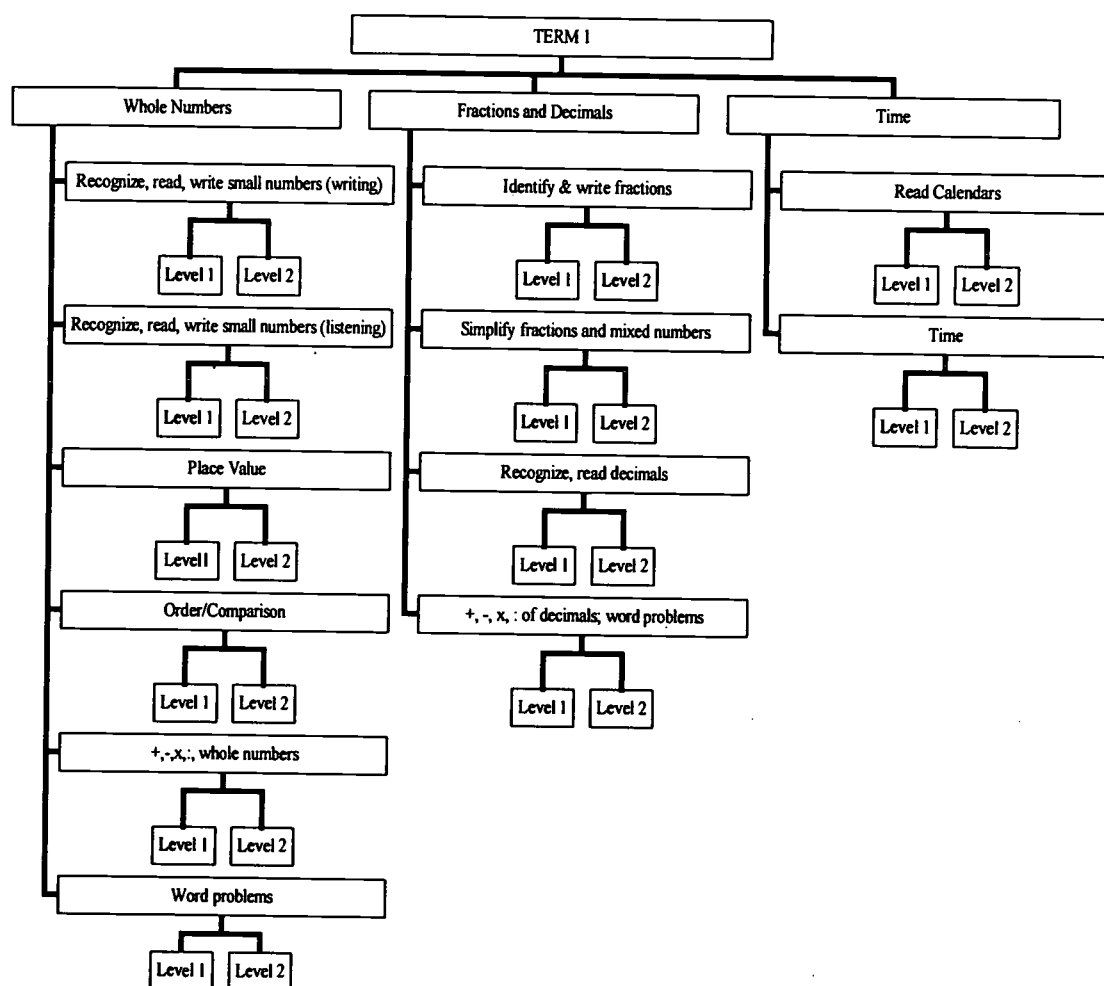 TERM 1
Whole Numbers
Recognize, read, write small numbers (writing)
Level 1
Level 2
Recognize, read, write small numbers (listening)
Level 1
Level 2
Place Value
Level1
Level 2
Order/Comparison
Level 1
Level 2
+,-,x,:, whole numbers
Level 1
Level 2
Word problems
Level 1
Level 2
Fractions and Decimals
Identify & write fractions
Level 1
Level 2
Simplify fractions and mixed numbers
Level 1
Level 2
Recognize, read decimals
Level 1
Level 2
+, -, x, : of decimals; word problems
Level 1
Level 2
Time
Read Calendars
Level 1
Level 2
Time
Level 1
Level 2